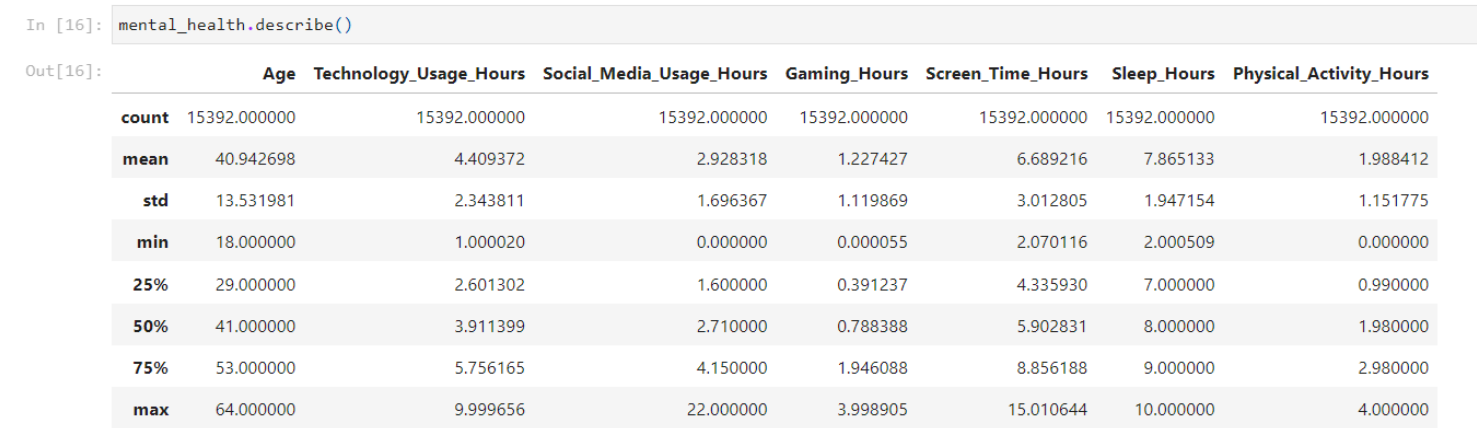 In [16]: mental_health.describe()
Out[16]:
Age Technology_Usage_Hours Social_Media_Usage_Hours Gaming_Hours Screen_Time_Hours Sleep_Hours Physical_Activity_Hours
count 15392.000000 15392.000000 15392.000000 15392.000000 15392.000000 15392.000000 15392.000000
mean 40.942698 4.409372 2.928318 1.227427 6.689216 7.865133 1.988412
std 13.531981 2.343811 1.696367 1.119869 3.012805 1.947154 1.151775
min 18.000000 1.000020 0.000000 0.000055 2.070116 2.000509 0.000000
25% 29.000000 2.601302 1.600000 0.391237 4.335930 7.000000 0.990000
50% 41.000000 3.911399 2.710000 0.788388 5.902831 8.000000 1.980000
75% 53.000000 5.756165 4.150000 1.946088 8.856188 9.000000 2.980000
max 64.000000 9.999656 22.000000 3.998905 15.010644 10.000000 4.000000